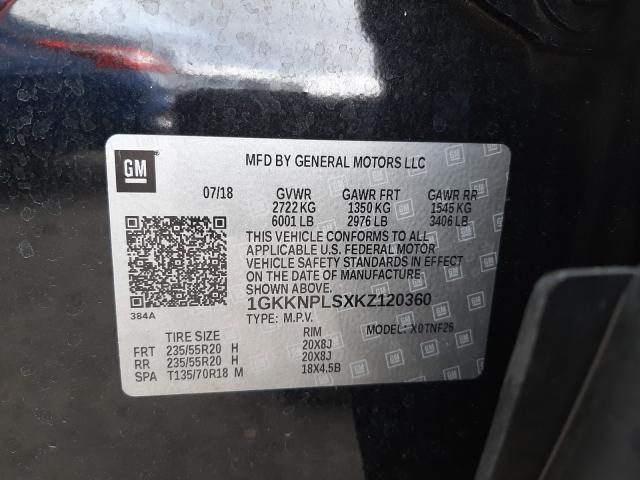 GM
MFD BY GENERAL MOTORS LLC
07/18 GVWR GAWR FRT GAWR RR
2722 KG 1350 KG 1545 KG
6001 LB 2976 LB 3406 LB
THIS VEHICLE CONFORMS TO ALL
APPLICABLE U.S. FEDERAL MOTOR
VEHICLE SAFETY STANDARDS IN EFFECT
ON THE DATE OF MANUFACTURE
SHOWN ABOVE.
1GKKNPLSXKZ120360
384A
TYPE: M.P.V. MODEL: X0TNF26
TIRE SIZE RIM
FRT 235/55R20 H 20X8J
RR 235/55R20 H 20X8J
SPA T135/70R18 M 18X4.5B